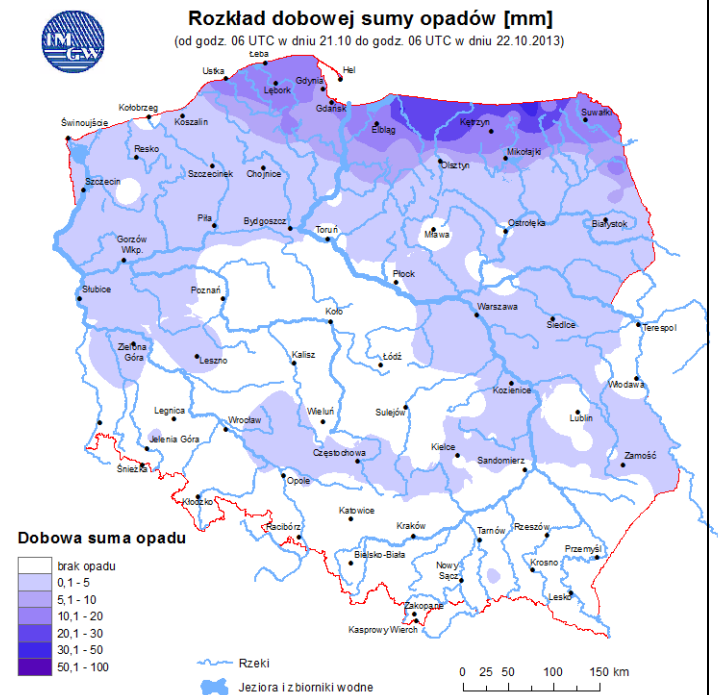 IM
GW
Rozkład dobowej sumy opadów [mm]
(od godz. 06 UTC w dniu 21.10 do godz. 06 UTC w dniu 22.10.2013)
Łeba
Ustka
Hel
Gdynia
Lębork
Gdańsk
Kołobrzeg
Koszalin
Świnoujście
Elbląg
Kętrzyn
Suwałki
Resko
Mikołajki
Olsztyn
Szczecinek
Chojnice
Szczecin
Piła
Bydgoszcz
Toruń
Mława
Ostrołęka
Białystok
Gorzów
Wlkp.
Płock
Słubice
Poznań
Koło
Warszawa
Siedlce
Terespol
Zielona
Góra
Leszno
Kalisz
Łódź
Kozienice
Włodawa
Legnica
Wrocław
Wieluń
Sulejów
Lublin
Jelenia Góra
Kielce
Częstochowa
Sandomierz
Zamość
Śnieżka
Opole
Kłodzko
Katowice
Racibórz
Kraków
Tarnów
Rzeszów
Przemyśl
Bielsko-Biała
Nowy
Sącz
Krosno
Lesko
Zakopane
Kasprowy Wierch
Dobowa suma opadu
brak opadu
0,1 - 5
5,1 - 10
10,1 - 20
20,1 - 30
30,1 - 50
50,1 - 100
Rzeki
Jeziora i zbiorniki wodne
0 25 50 100 150 km